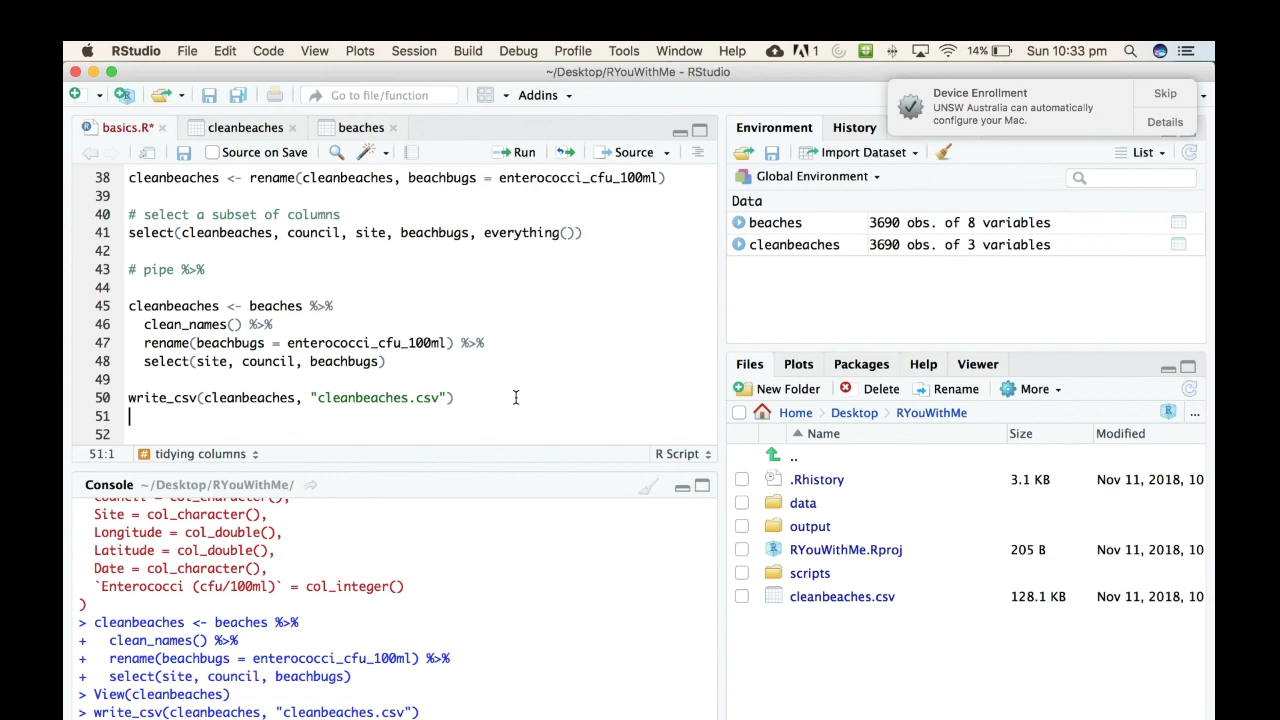 RStudio File Edit Code View Plots Session Build Debug Profile Tools Window Help 1 14% Sun 10:33 pm
~/Desktop/RYouWithMe - RStudio
Go to file/function Addins
Device Enrollment
UNSW Australia can automatically
configure your Mac.
Skip
Details
basics.R* cleanbeaches beaches
Source on Save Run Source
38 cleanbeaches <- rename(cleanbeaches, beachbugs = enterococci_cfu_100ml)
39
40 # select a subset of columns
41 select(cleanbeaches, council, site, beachbugs, everything())
42
43 # pipe %>%
44
45 cleanbeaches <- beaches %>%
46 clean_names() %>%
47 rename(beachbugs = enterococci_cfu_100ml) %>%
48 select(site, council, beachbugs)
49
50 write_csv(cleanbeaches, "cleanbeaches.csv")
51
52
51:1 # tidying columns R Script
Console ~/Desktop/RYouWithMe/
Council = col_character(),
Site = col_character(),
Longitude = col_double(),
Latitude = col_double(),
Date = col_character(),
`Enterococci (cfu/100ml)` = col_integer()
)
> cleanbeaches <- beaches %>%
+ clean_names() %>%
+ rename(beachbugs = enterococci_cfu_100ml) %>%
+ select(site, council, beachbugs)
> View(cleanbeaches)
> write_csv(cleanbeaches, "cleanbeaches.csv")
Environment History
Import Dataset List
Global Environment
Data
beaches 3690 obs. of 8 variables
cleanbeaches 3690 obs. of 3 variables
Files Plots Packages Help Viewer
New Folder Delete Rename More
Home Desktop RYouWithMe ...
Name Size Modified
..
.Rhistory 3.1 KB Nov 11, 2018, 10
data
output
RYouWithMe.Rproj 205 B Nov 11, 2018, 10
scripts
cleanbeaches.csv 128.1 KB Nov 11, 2018, 10